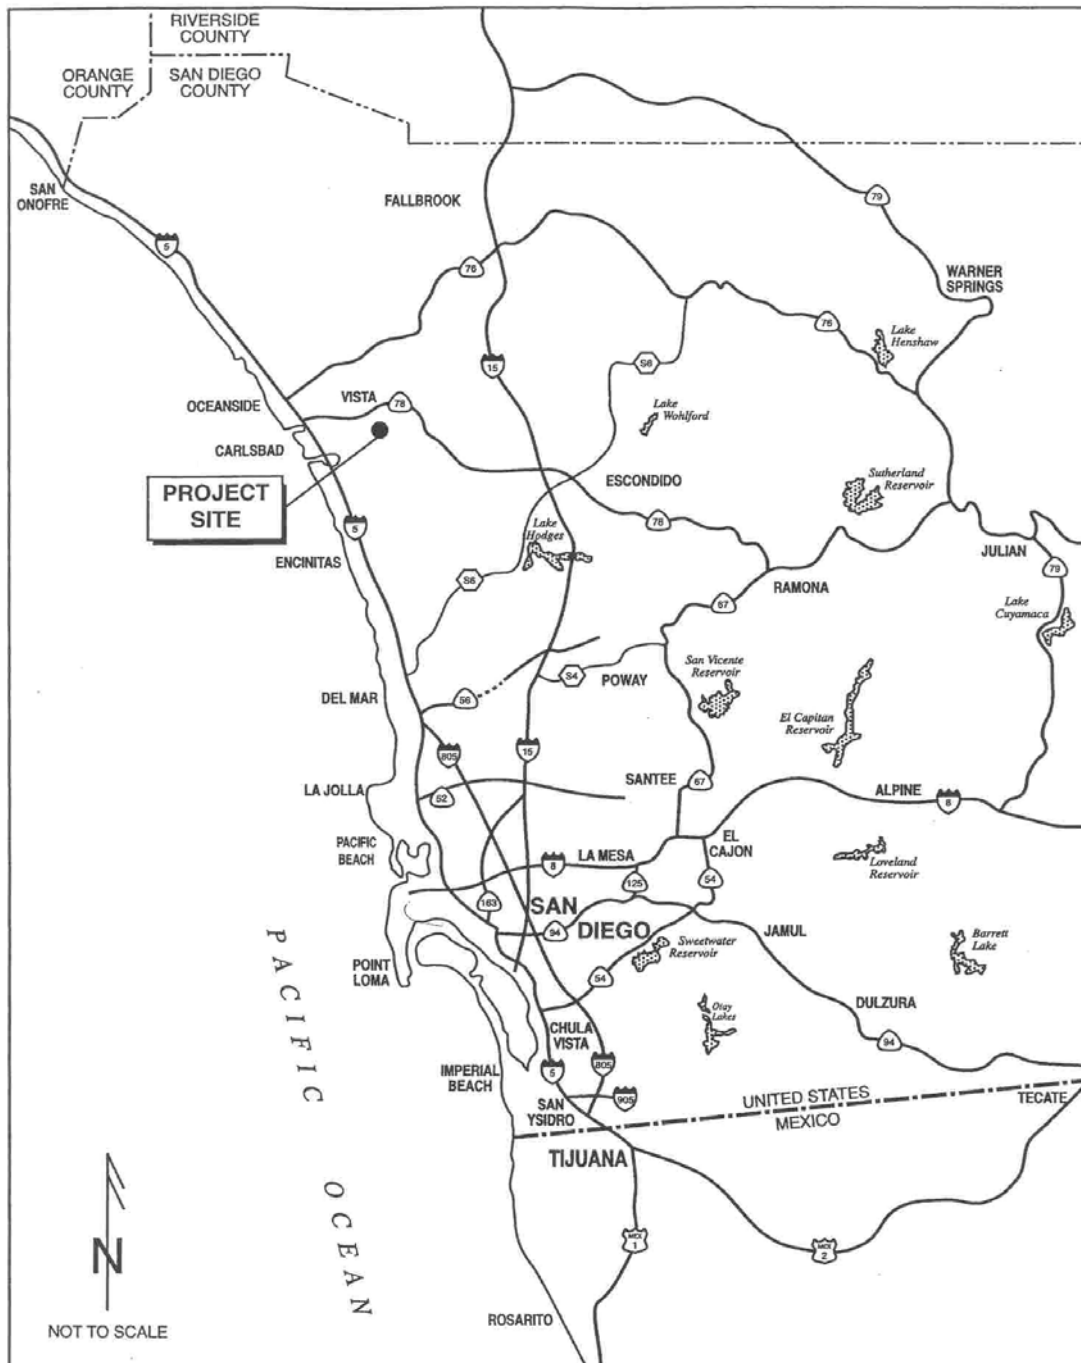 RIVERSIDE
COUNTY
ORANGE
COUNTY
SAN DIEGO
COUNTY
SAN
ONOFRE
FALLBROOK
79
5
76
WARNER
SPRINGS
76
Lake
Henshaw
15
S6
VISTA
78
OCEANSIDE
Lake
Wohlford
CARLSBAD
PROJECT
SITE
ESCONDIDO
Sutherland
Reservoir
5
Lake
Hodges
78
ENCINITAS
JULIAN
79
S6
RAMONA
67
Lake
Cuyamaca
San Vicente
Reservoir
S4
POWAY
DEL MAR
56
El Capitan
Reservoir
805
15
SANTEE
67
LA JOLLA
52
ALPINE
8
PACIFIC
BEACH
EL
CAJON
LA MESA
8
Loveland
Reservoir
125
54
163
SAN
DIEGO
94
JAMUL
Sweetwater
Reservoir
Barrett
Lake
POINT
LOMA
54
Otay
Lakes
DULZURA
CHULA
VISTA
94
IMPERIAL
BEACH
5
805
905
SAN
YSIDRO
UNITED STATES
MEXICO
TECATE
TIJUANA
PACIFIC
OCEAN
MEX
1
MEX
2
N
NOT TO SCALE
ROSARITO